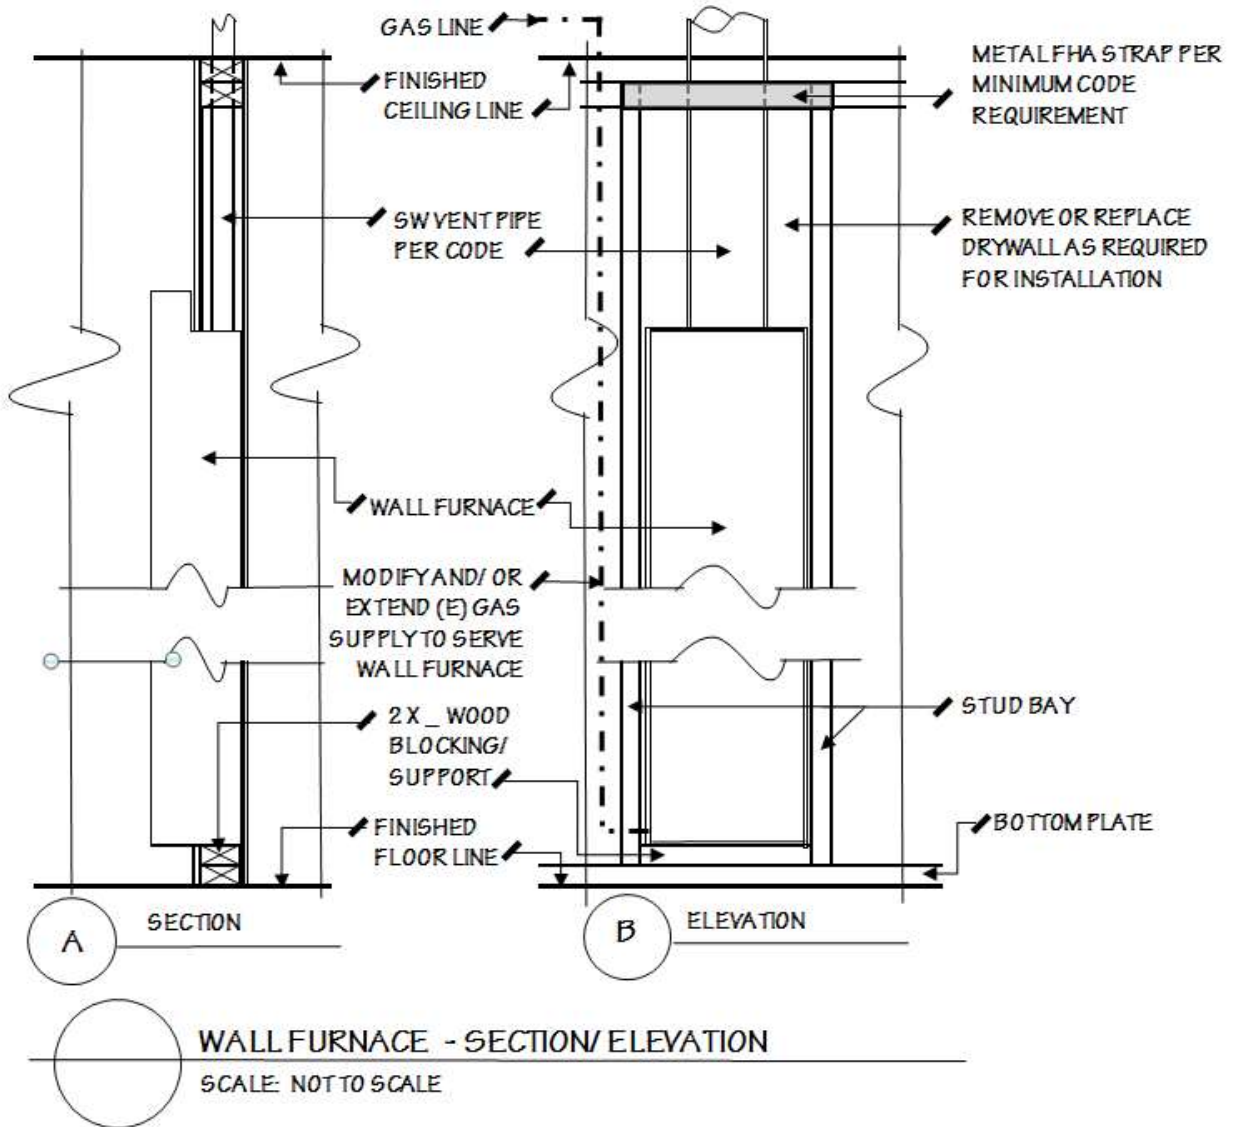 GAS LINE
FINISHED
CEILING LINE
METAL FHA STRAP PER
MINIMUM CODE
REQUIREMENT
SW VENT PIPE
PER CODE
REMOVE OR REPLACE
DRYWALL AS REQUIRED
FOR INSTALLATION
WALL FURNACE
MODIFY AND/ OR
EXTEND (E) GAS
SUPPLY TO SERVE
WALL FURNACE
2 X _ WOOD
BLOCKING/
SUPPORT
STUD BAY
FINISHED
FLOOR LINE
BOTTOM PLATE
A
SECTION
B
ELEVATION
WALL FURNACE - SECTION/ ELEVATION
SCALE: NOT TO SCALE